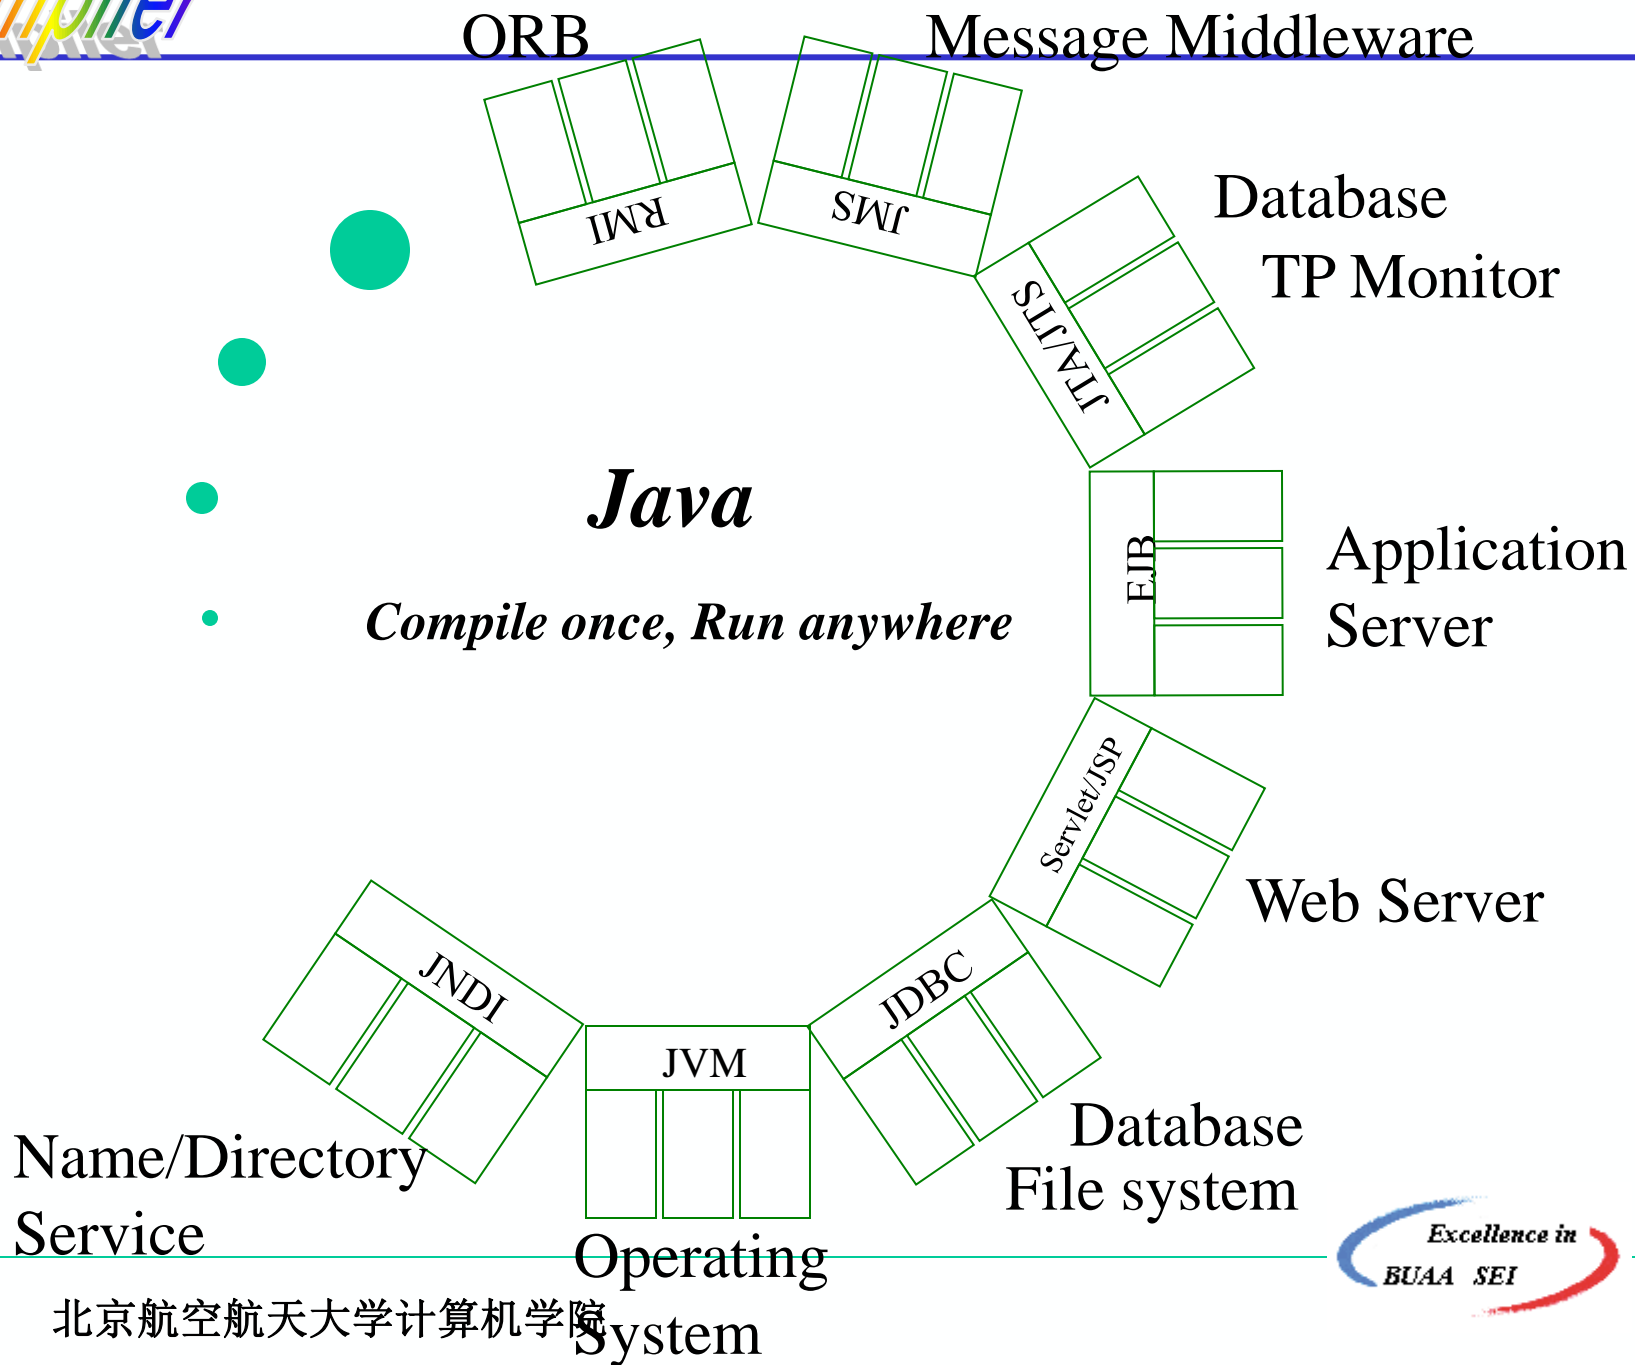 ORB
Message Middleware
RMI
JMS
Database
TP Monitor
JTA/JTS
Java
EJB
Application
Server
Compile once, Run anywhere
Servlet/JSP
Web Server
JNDI
JDBC
JVM
Database
File system
Name/Directory
Service
Operating
System
Excellence in
BUAA SEI
北京航空航天大学计算机学院